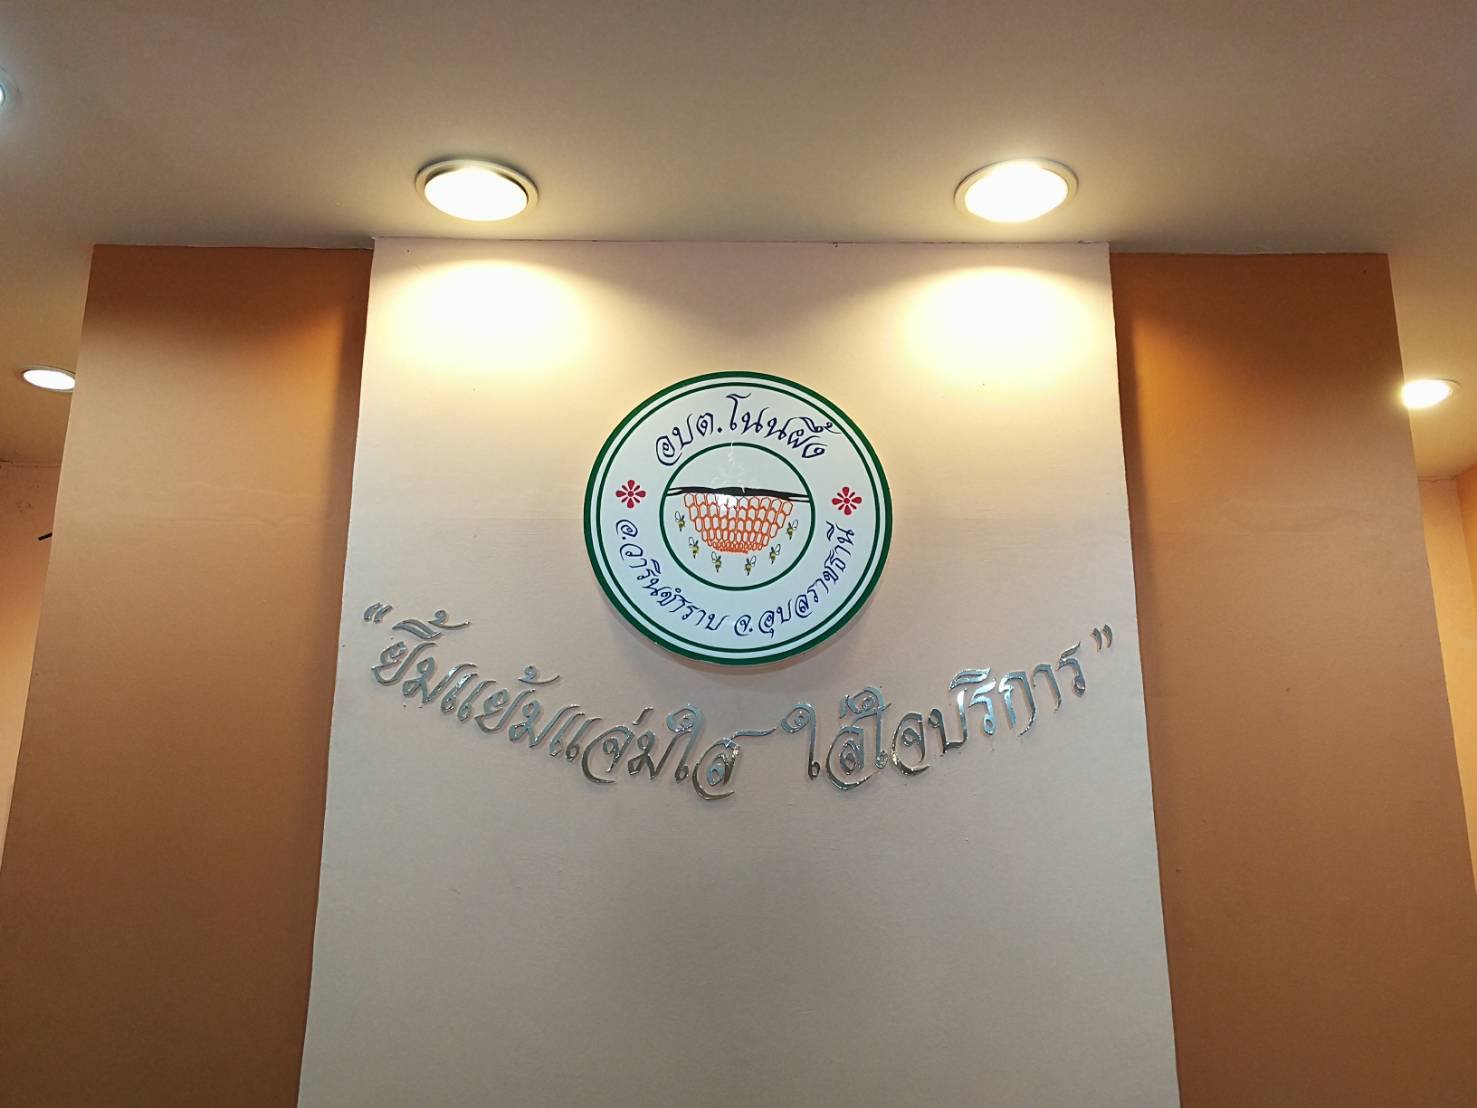 อบต.โนนผึ้ง
อ.วารินชำราบ จ.อุบลราชธานี
"ยิ้มแย้มแจ่มใส ใส่ใจบริการ"